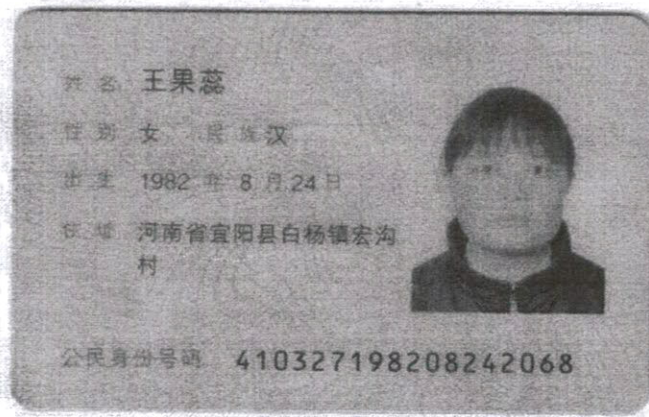 姓名 王果蕊
性别 女 民族 汉
出生 1982 年 8 月 24 日
住址 河南省宜阳县白杨镇宏沟
村
公民身份号码 410327198208242068